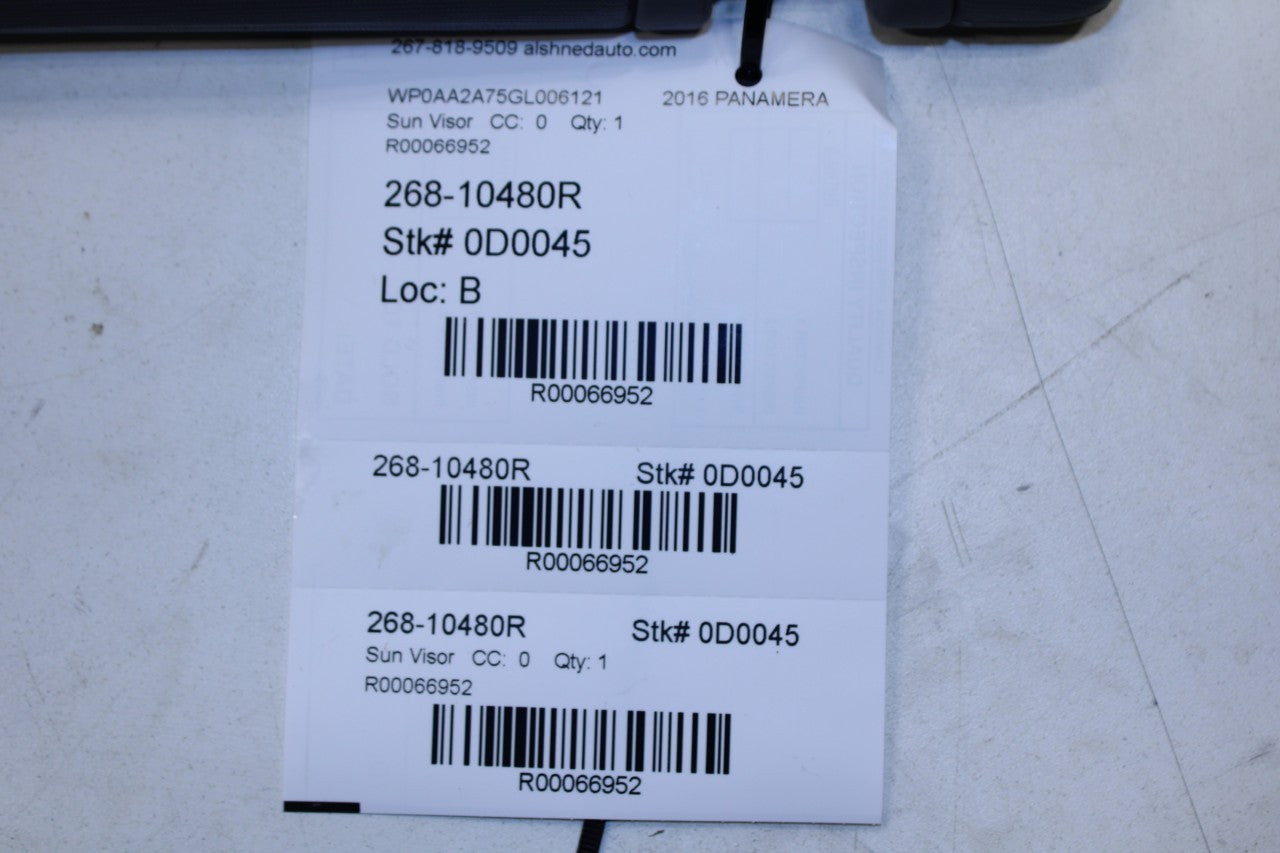 267-818-9509 alshnedauto.com
WP0AA2A75GL006121 2016 PANAMERA
Sun Visor CC: 0 Qty: 1
R00066952
268-10480R
Stk# 0D0045
Loc: B
R00066952
268-10480R Stk# 0D0045
R00066952
268-10480R Stk# 0D0045
Sun Visor CC: 0 Qty: 1
R00066952
R00066952